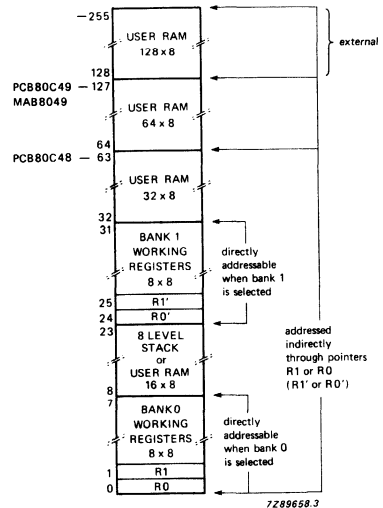 255
USER RAM
128 x 8
external
128
PCB80C49 — 127
MAB8049
USER RAM
64 x 8
64
PCB80C48 — 63
USER RAM
32 x 8
32
31
BANK 1
WORKING
REGISTERS
8 x 8
directly
addressable
when bank 1
is selected
25
R1'
24
R0'
23
8 LEVEL
STACK
or
USER RAM
16 x 8
addressed
indirectly
through pointers
R1 or R0
(R1' or R0')
8
7
BANK 0
WORKING
REGISTERS
8 x 8
directly
addressable
when bank 0
is selected
1
R1
0
R0
7Z89658.3